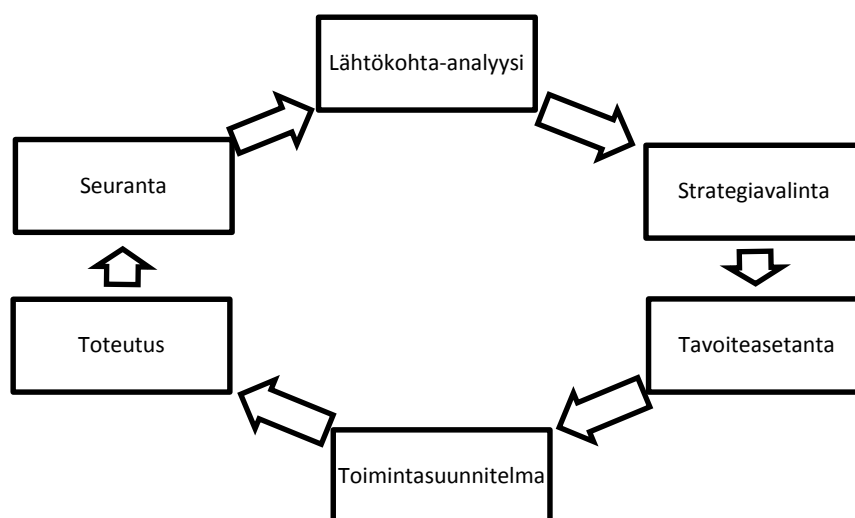 Lähtökohta-analyysi
Strategiavalinta
Tavoiteasetanta
Toimintasuunnitelma
Toteutus
Seuranta